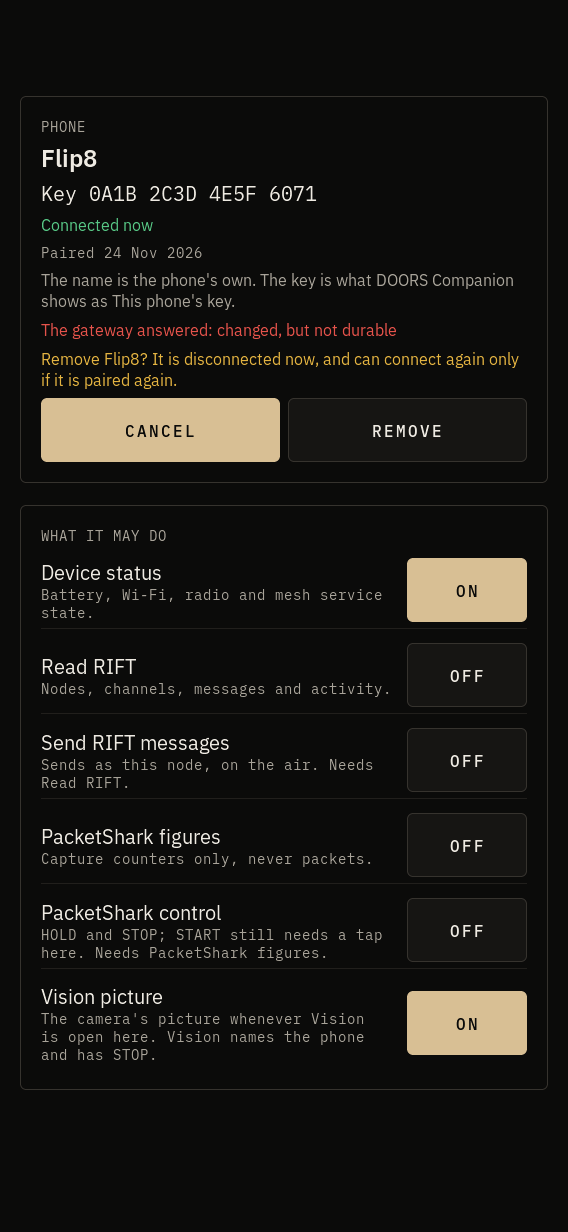 PHONE
Flip8
Key 0A1B 2C3D 4E5F 6071
Connected now
Paired 24 Nov 2026
The name is the phone's own. The key is what DOORS Companion
shows as This phone's key.
The gateway answered: changed, but not durable
Remove Flip8? It is disconnected now, and can connect again only
if it is paired again.
CANCEL
REMOVE
WHAT IT MAY DO
Device status
Battery, Wi-Fi, radio and mesh service
state.
ON
Read RIFT
Nodes, channels, messages and activity.
OFF
Send RIFT messages
Sends as this node, on the air. Needs
Read RIFT.
OFF
PacketShark figures
Capture counters only, never packets.
OFF
PacketShark control
HOLD and STOP; START still needs a tap
here. Needs PacketShark figures.
OFF
Vision picture
The camera's picture whenever Vision
is open here. Vision names the phone
and has STOP.
ON